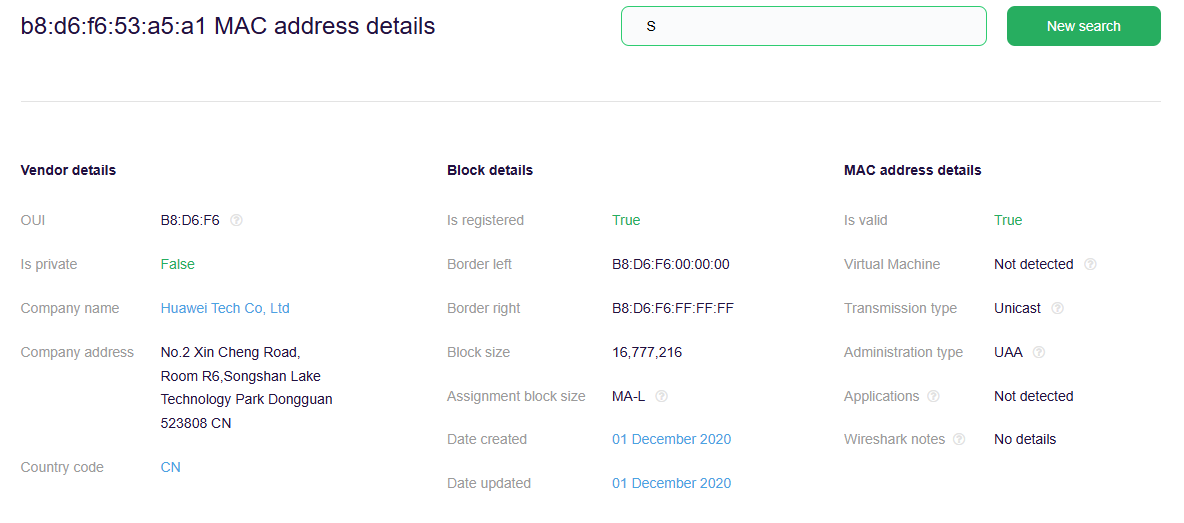 b8:d6:f6:53:a5:a1 MAC address details
S
New search
Vendor details
OUI B8:D6:F6
Is private False
Company name Huawei Tech Co, Ltd
Company address No.2 Xin Cheng Road,
Room R6,Songshan Lake
Technology Park Dongguan
523808 CN
Country code CN
Block details
Is registered True
Border left B8:D6:F6:00:00:00
Border right B8:D6:F6:FF:FF:FF
Block size 16,777,216
Assignment block size MA-L
Date created 01 December 2020
Date updated 01 December 2020
MAC address details
Is valid True
Virtual Machine Not detected
Transmission type Unicast
Administration type UAA
Applications Not detected
Wireshark notes No details